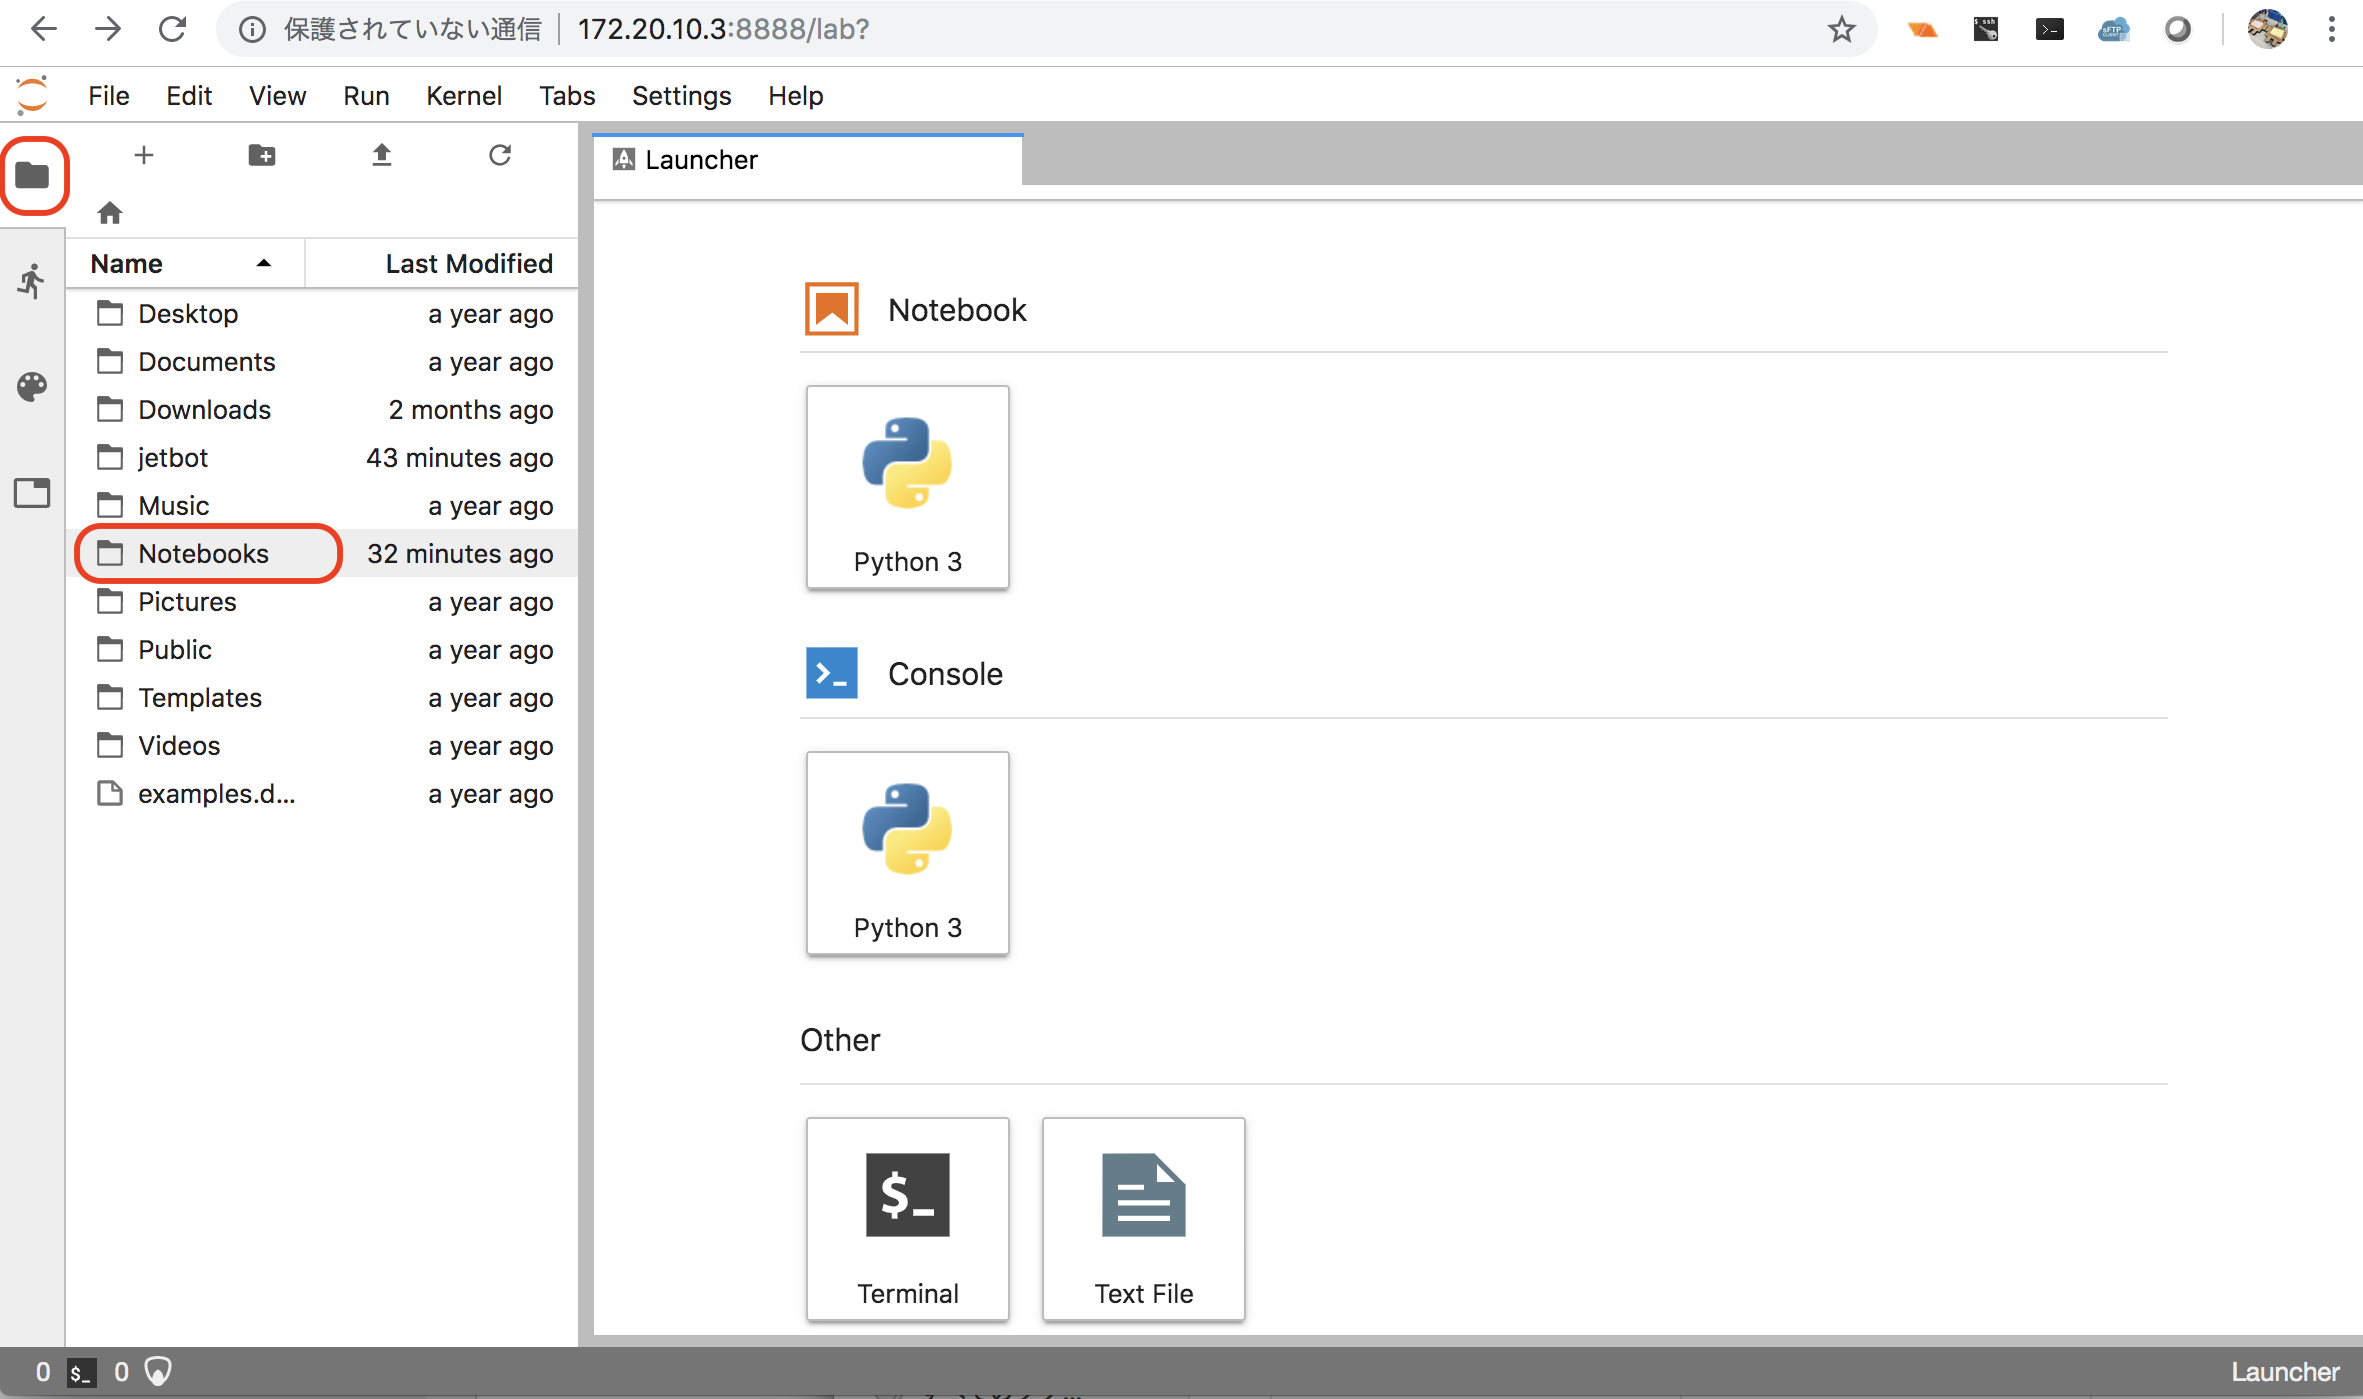 保護されていない通信 172.20.10.3:8888/lab?
File Edit View Run Kernel Tabs Settings Help
Launcher
Name Last Modified
Desktop a year ago
Documents a year ago
Downloads 2 months ago
jetbot 43 minutes ago
Music a year ago
Notebooks 32 minutes ago
Pictures a year ago
Public a year ago
Templates a year ago
Videos a year ago
examples.d... a year ago
Notebook
Python 3
Console
Python 3
Other
$_
Terminal
Text File
0 $_ 0 Launcher